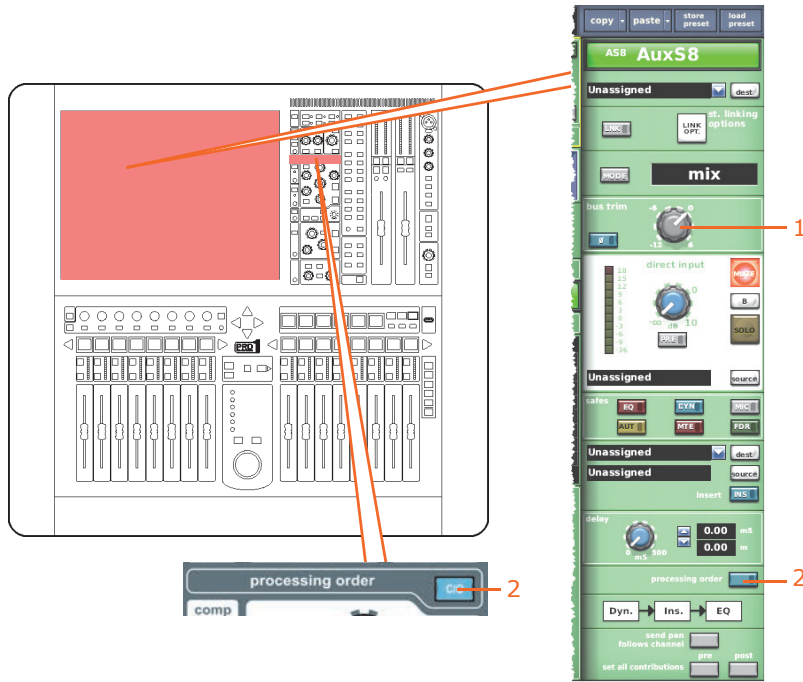 copy paste store preset load preset
AS8 AuxS8
Unassigned dest
LNK LINK OPT. st. linking options
MODE mix
bus trim -6 0
ø -12 6
1
direct input
18
15
12
9
6
3
0
-3
-6
-9
-36
0
-∞ dB 10
PRE
MUTE
B
SOLO
Unassigned source
safes EQ DYN MIC
AUT MTE FDR
Unassigned dest
Unassigned source
Insert INS
delay
0 mS 500
0.00 mS
0.00 m
processing order
2
Dyn. Ins. EQ
send pan follows channel
pre post
set all contributions
PRO1
processing order C/O
2
comp